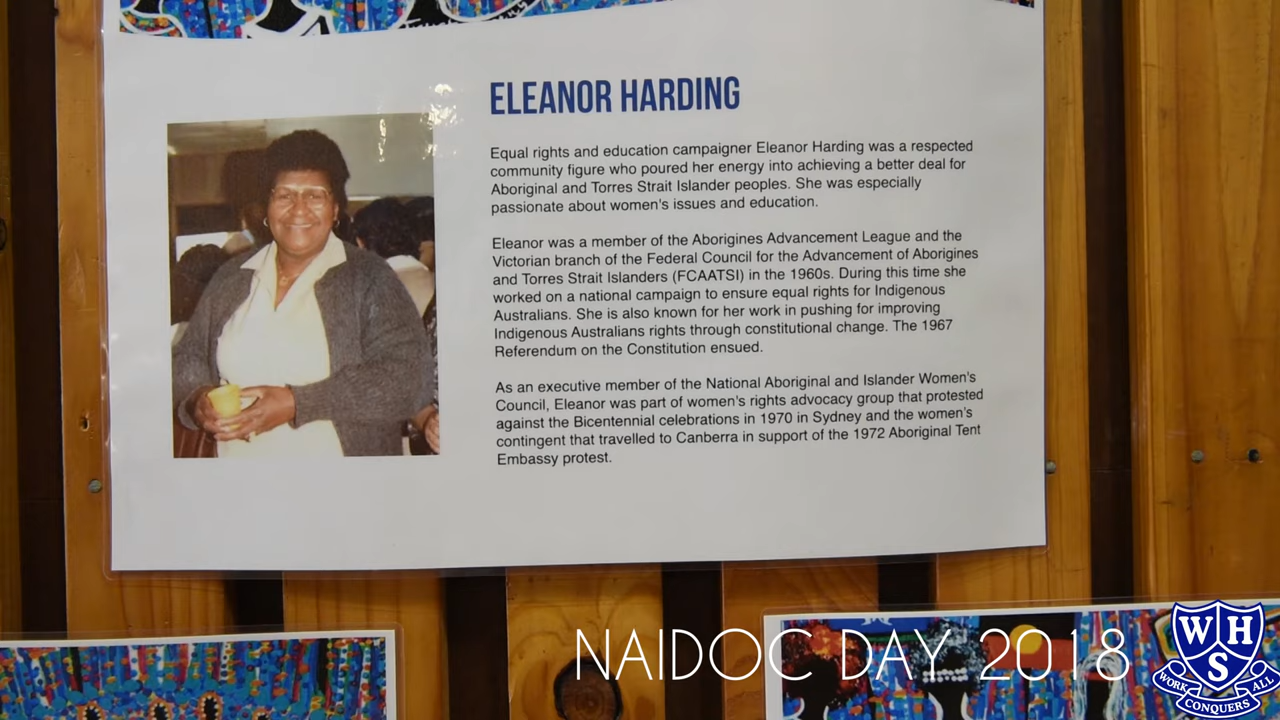 ELEANOR HARDING
Equal rights and education campaigner Eleanor Harding was a respected
community figure who poured her energy into achieving a better deal for
Aboriginal and Torres Strait Islander peoples. She was especially
passionate about women's issues and education.
Eleanor was a member of the Aborigines Advancement League and the
Victorian branch of the Federal Council for the Advancement of Aborigines
and Torres Strait Islanders (FCAATSI) in the 1960s. During this time she
worked on a national campaign to ensure equal rights for Indigenous
Australians. She is also known for her work in pushing for improving
Indigenous Australians rights through constitutional change. The 1967
Referendum on the Constitution ensued.
As an executive member of the National Aboriginal and Islander Women's
Council, Eleanor was part of women's rights advocacy group that protested
against the Bicentennial celebrations in 1970 in Sydney and the women's
contingent that travelled to Canberra in support of the 1972 Aboriginal Tent
Embassy protest.
NAIDOC DAY 2018
WHS
WORK CONQUERS ALL